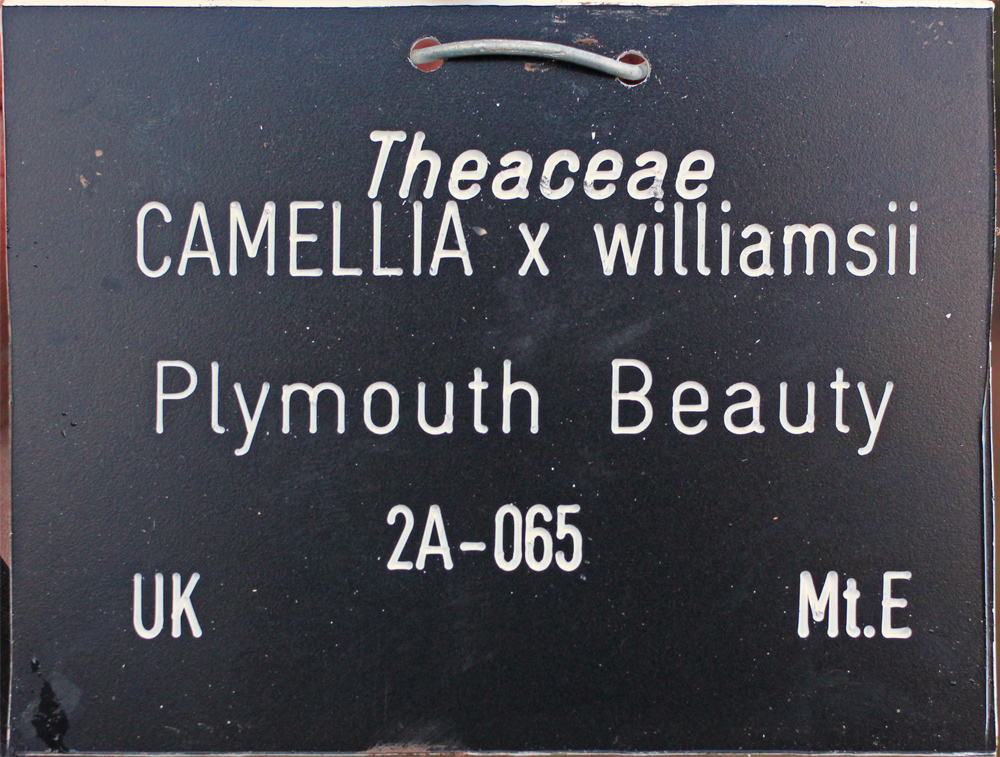 Theaceae
CAMELLIA x williamsii
Plymouth Beauty
2A-065
UK Mt.E